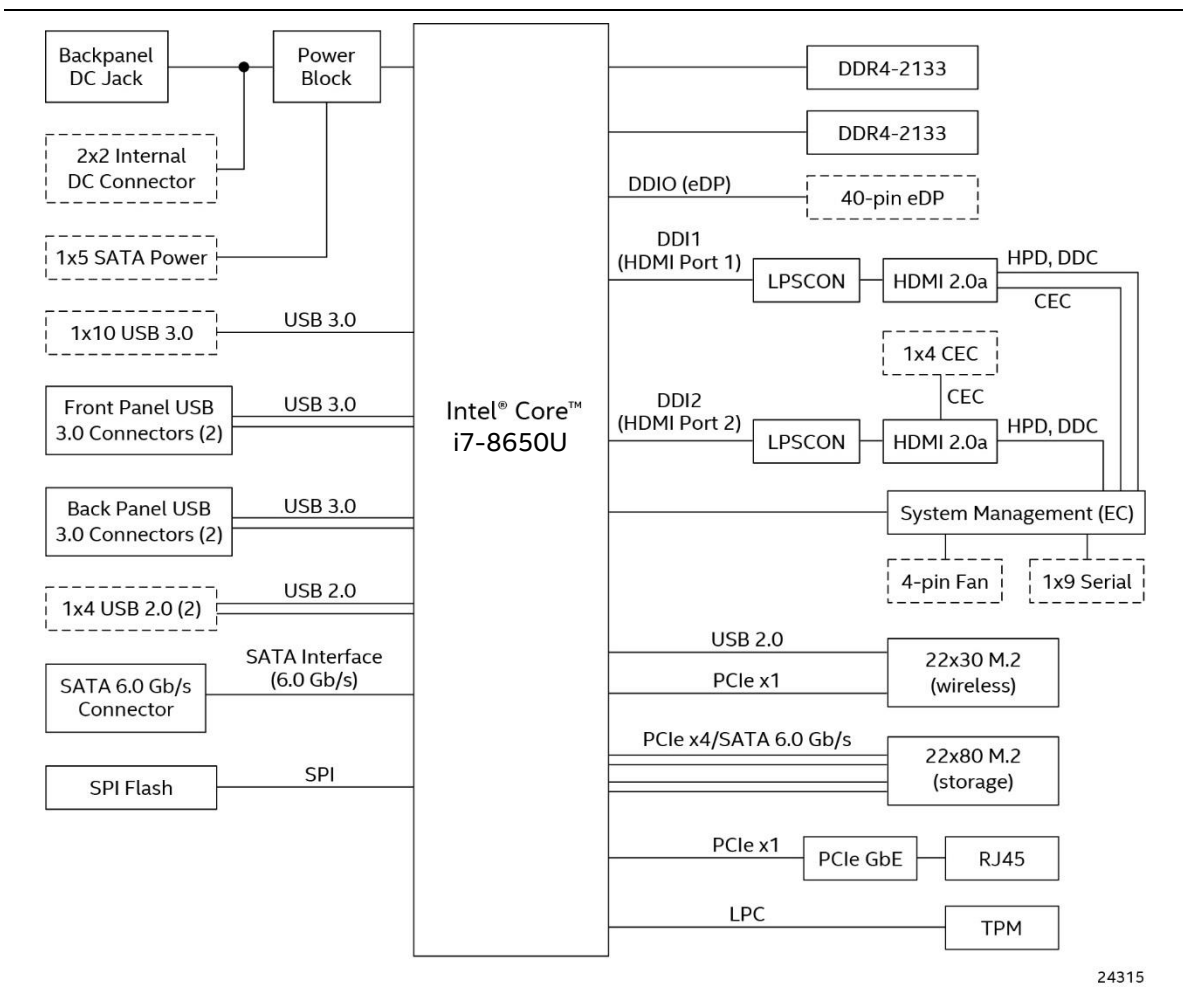 Backpanel
DC Jack
Power
Block
2x2 Internal
DC Connector
1x5 SATA Power
1x10 USB 3.0
USB 3.0
Front Panel USB
3.0 Connectors (2)
USB 3.0
Back Panel USB
3.0 Connectors (2)
USB 3.0
1x4 USB 2.0 (2)
USB 2.0
SATA 6.0 Gb/s
Connector
SATA Interface
(6.0 Gb/s)
SPI Flash
SPI
Intel® Core™
i7-8650U
DDR4-2133
DDR4-2133
DDIO (eDP)
40-pin eDP
DDI1
(HDMI Port 1)
LPSCON
HDMI 2.0a
HPD, DDC
CEC
1x4 CEC
CEC
DDI2
(HDMI Port 2)
LPSCON
HDMI 2.0a
HPD, DDC
System Management (EC)
4-pin Fan
1x9 Serial
USB 2.0
PCIe x1
22x30 M.2
(wireless)
PCIe x4/SATA 6.0 Gb/s
22x80 M.2
(storage)
PCIe x1
PCIe GbE
RJ45
LPC
TPM
24315